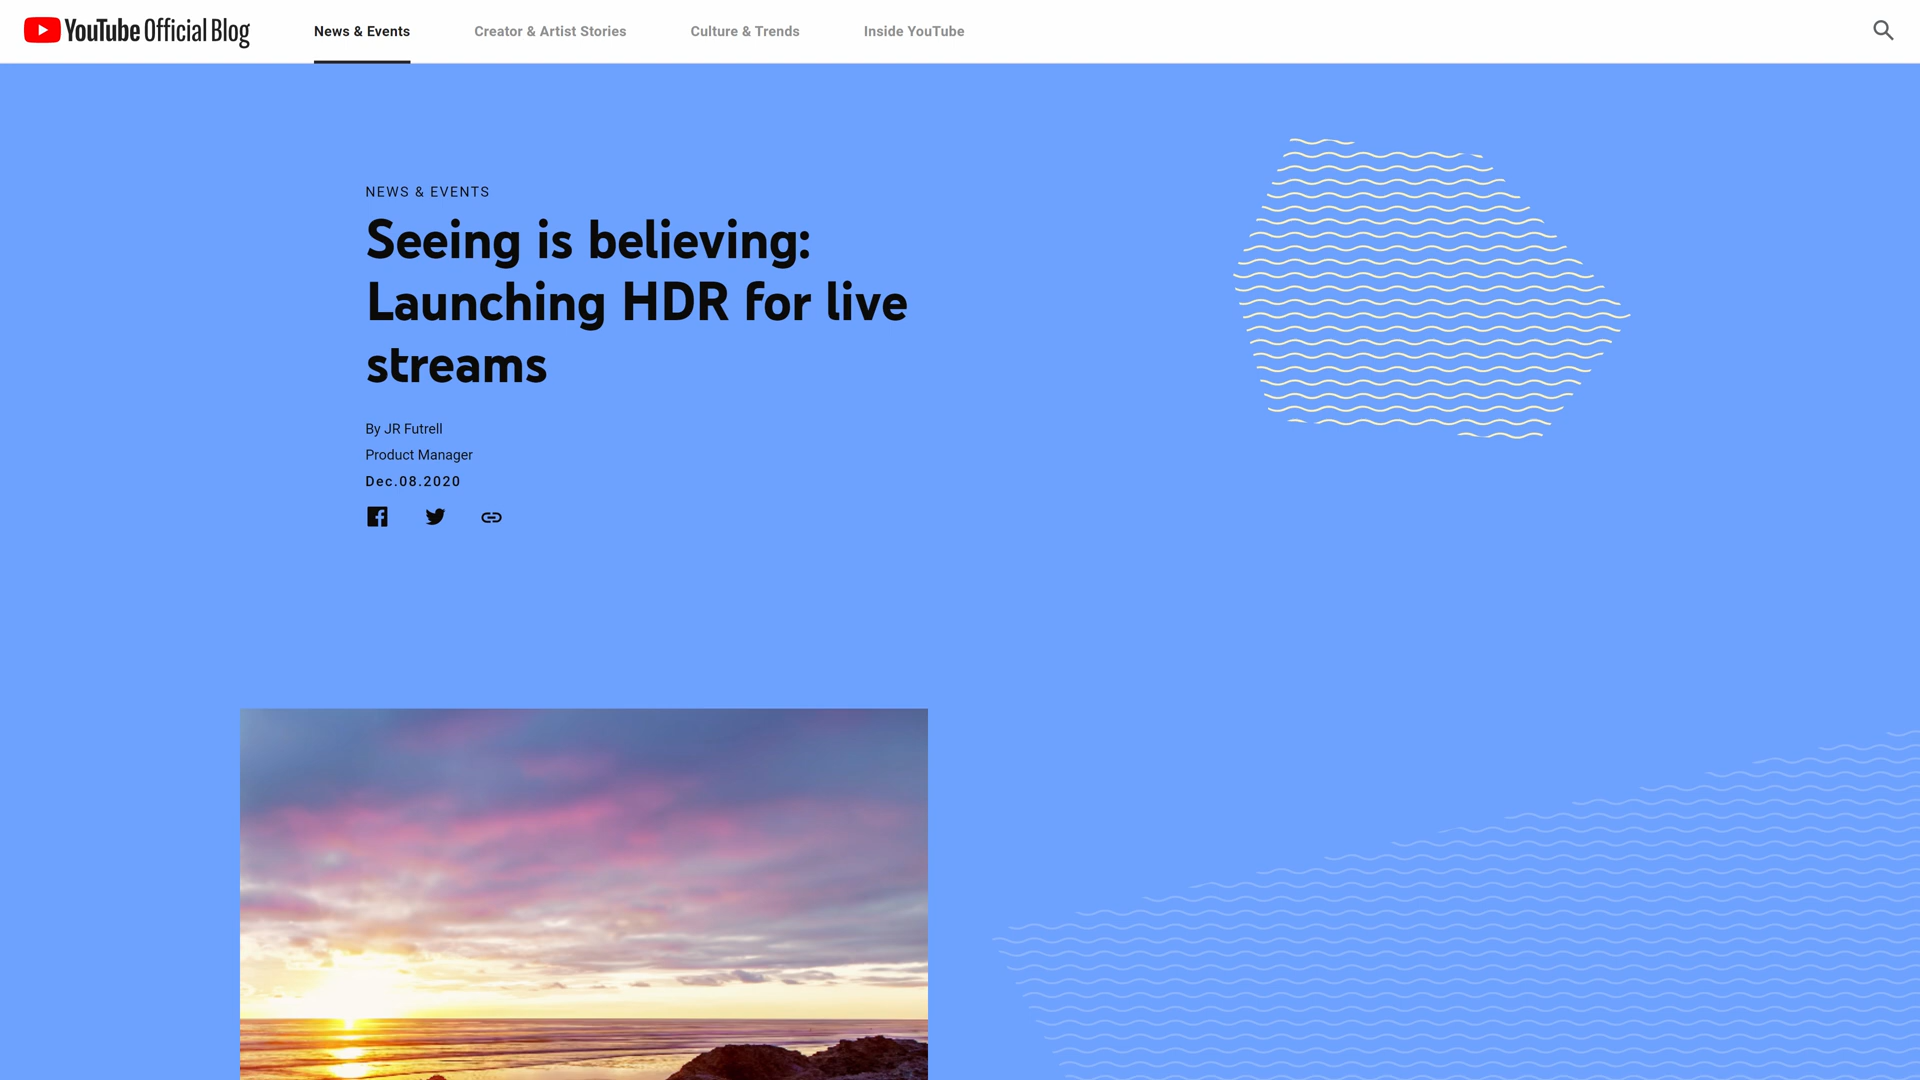 YouTube Official Blog
News & Events
Creator & Artist Stories
Culture & Trends
Inside YouTube
NEWS & EVENTS
Seeing is believing:
Launching HDR for live
streams
By JR Futrell
Product Manager
Dec.08.2020